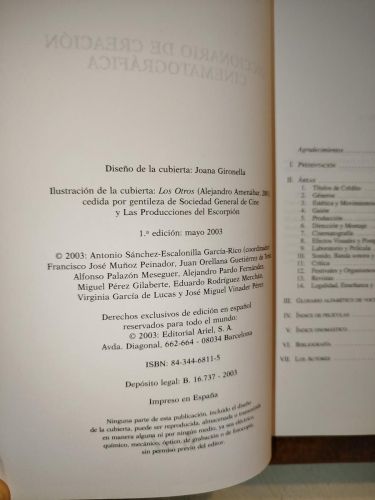 Diseño de la cubierta: Joana Gironella
Ilustración de la cubierta: Los Otros (Alejandro Amenábar, 2001)
cedida por gentileza de Sociedad General de Cine
y Las Producciones del Escorpión
1.ª edición: mayo 2003
© 2003: Antonio Sánchez-Escalonilla García-Rico (coordinador)
Francisco José Muñoz Peinador, Juan Orellana Gutiérrez de Terán
Alfonso Palazón Meseguer, Alejandro Pardo Fernández
Miguel Pérez Gilaberte, Eduardo Rodríguez Merchán
Virginia García de Lucas y José Miguel Vinader Pérez
Derechos exclusivos de edición en español
reservados para todo el mundo:
© 2003: Editorial Ariel, S. A.
Avda. Diagonal, 662-664 - 08034 Barcelona
ISBN: 84-344-6811-5
Depósito legal: B. 16.737 - 2003
Impreso en España
Ninguna parte de esta publicación, incluido el diseño
de la cubierta, puede ser reproducida, almacenada o transmitida
en manera alguna ni por ningún medio, ya sea eléctrico,
químico, mecánico, óptico, de grabación o de fotocopia,
sin permiso previo del editor.
Agradecimientos
I. Presentación
II. Áreas
1. Títulos de Crédito
2. Géneros
3. Estética y Movimientos
4. Guión
5. Producción
6. Dirección y Montaje
7. Cinematografía
8. Efectos Visuales y
9. Laboratorio y Película
10. Sonido, Banda sonora y
11. Crítica
12. Festivales y Organismos
13. Revistas
14. Legalidad, Enseñanza y
III. Glosario alfabético de
IV. Índice de películas
V. Índice onomástico
VI. Bibliografía
VII. Los Autores